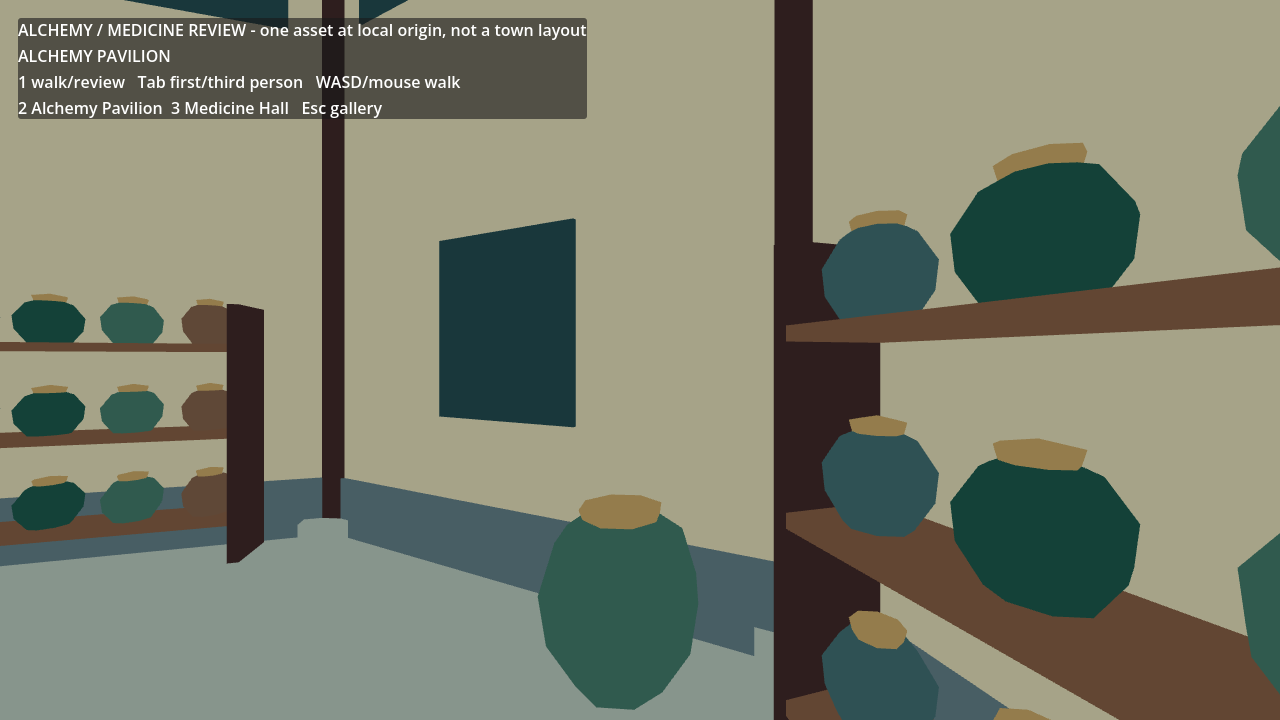 ALCHEMY / MEDICINE REVIEW - one asset at local origin, not a town layout
ALCHEMY PAVILION
1 walk/review   Tab first/third person   WASD/mouse walk
2 Alchemy Pavilion  3 Medicine Hall   Esc gallery